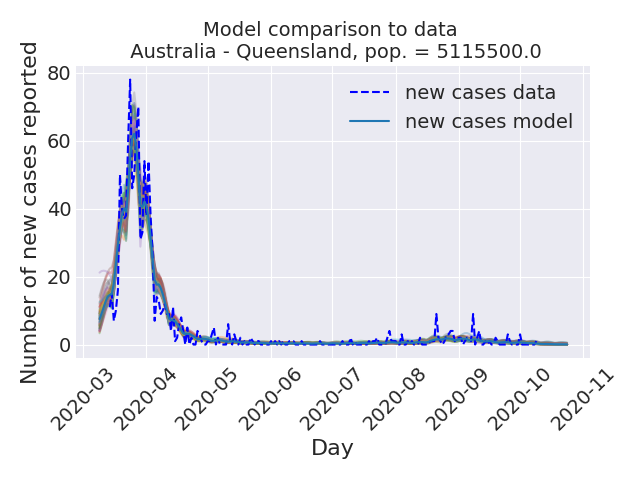 Model comparison to data
Australia - Queensland, pop. = 5115500.0
Number of new cases reported
80
60
40
20
0
new cases data
new cases model
2020-03
2020-04
2020-05
2020-06
2020-07
2020-08
2020-09
2020-10
2020-11
Day